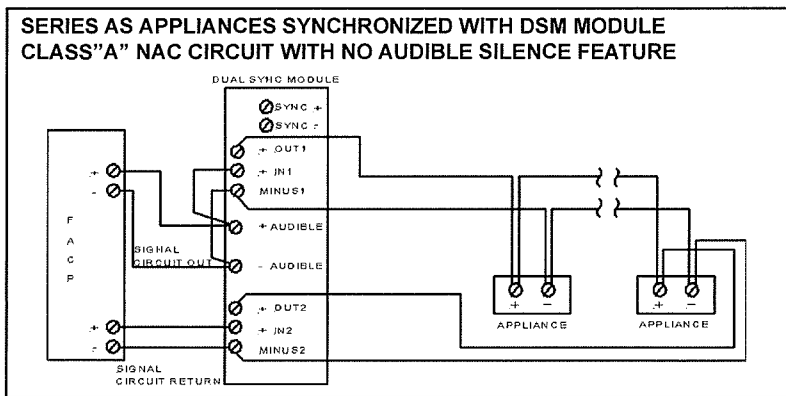 SERIES AS APPLIANCES SYNCHRONIZED WITH DSM MODULE
CLASS"A" NAC CIRCUIT WITH NO AUDIBLE SILENCE FEATURE
DUAL SYNC MODULE
SYNC +
SYNC -
+ OUT1
+ IN1
MINUS1
+ AUDIBLE
- AUDIBLE
+ OUT2
+ IN2
MINUS2
+
-
FACP
SIGNAL
CIRCUIT OUT
+
-
SIGNAL
CIRCUIT RETURN
+ -
APPLIANCE
+ -
APPLIANCE